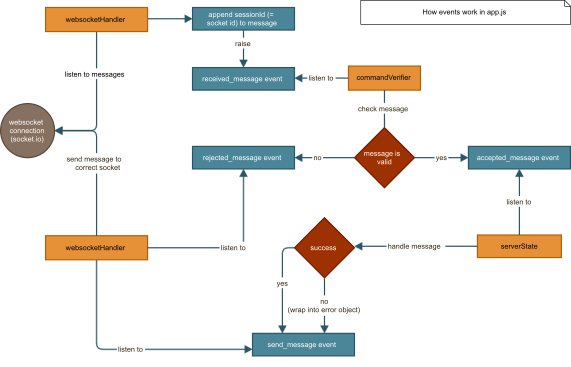 How events work in app.js
websocketHandler
append sessionId (=
socket id) to message
raise
listen to messages
received_message event
listen to
commandVerifier
check message
websocket
connection
(socket.io)
send message to
correct socket
rejected_message event
no
message is
valid
yes
accepted_message event
listen to
websocketHandler
listen to
success
handle message
serverState
yes
no
(wrap into error object)
listen to
send_message event